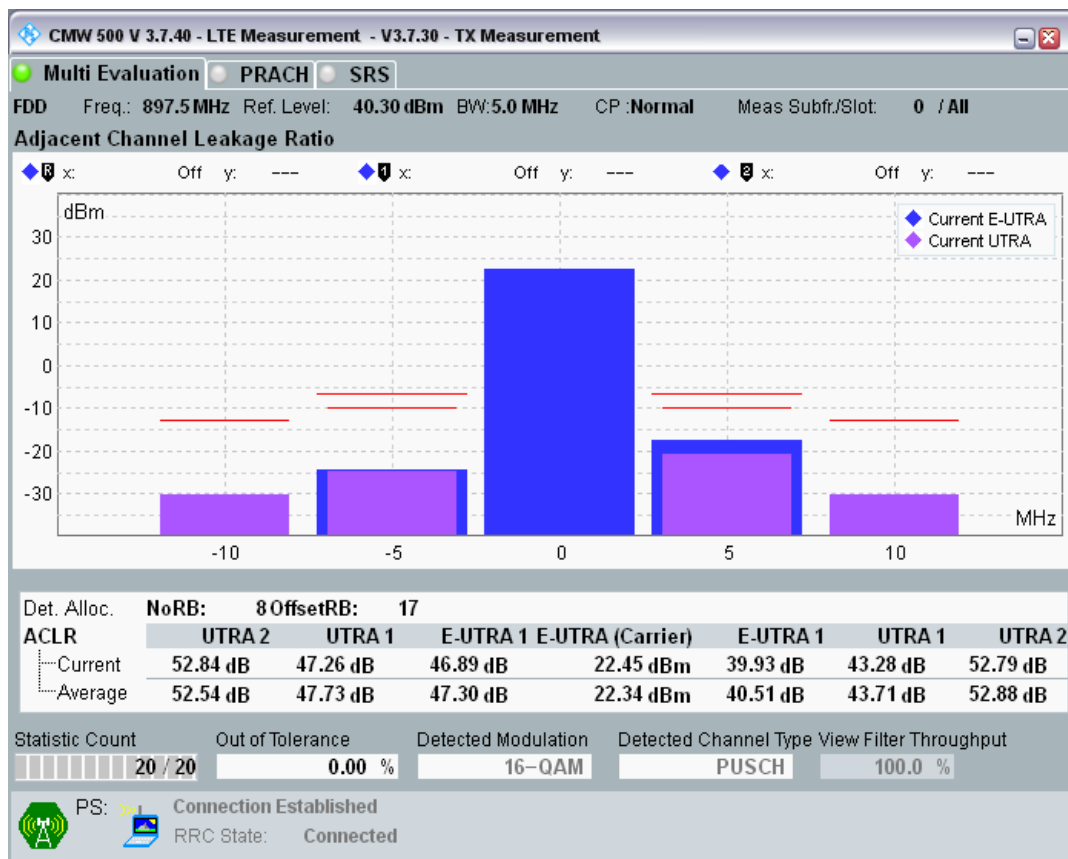 CMW 500 V 3.7.40 - LTE Measurement - V3.7.30 - TX Measurement
Multi Evaluation PRACH SRS
FDD Freq.: 897.5 MHz Ref. Level: 40.30 dBm BW:5.0 MHz CP :Normal Meas Subfr./Slot: 0 / All
Adjacent Channel Leakage Ratio
R x: Off y: --- 1 x: Off y: --- 2 x: Off y: ---
dBm
Current E-UTRA
Current UTRA
30
20
10
0
-10
-20
-30
MHz
-10 -5 0 5 10
Det. Alloc. NoRB: 8 OffsetRB: 17
ACLR UTRA 2 UTRA 1 E-UTRA 1 E-UTRA (Carrier) E-UTRA 1 UTRA 1 UTRA 2
Current 52.84 dB 47.26 dB 46.89 dB 22.45 dBm 39.93 dB 43.28 dB 52.79 dB
Average 52.54 dB 47.73 dB 47.30 dB 22.34 dBm 40.51 dB 43.71 dB 52.88 dB
Statistic Count Out of Tolerance Detected Modulation Detected Channel Type View Filter Throughput
20 / 20 0.00 % 16-QAM PUSCH 100.0 %
PS: Connection Established
RRC State: Connected